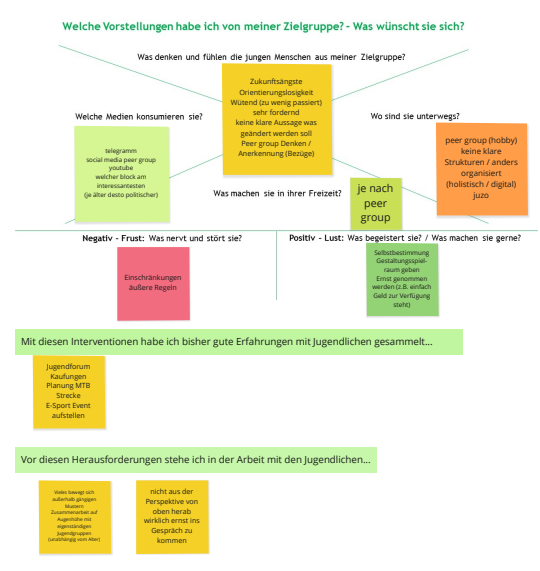 Welche Vorstellungen habe ich von meiner Zielgruppe? - Was wünscht sie sich?
Was denken und fühlen die jungen Menschen aus meiner Zielgruppe?
Zukunftsängste
Orientierungslosigkeit
Wütend (zu wenig passiert)
sehr fordernd
keine klare Aussage was
geändert werden soll
Peer group Denken /
Anerkennung (Bezüge)
Welche Medien konsumieren sie?
telegramm
social media peer group
youtube
welcher block am
interessantesten
(je älter desto politischer)
Wo sind sie unterwegs?
peer group (hobby)
keine klare
Strukturen / anders
organisiert
(holistisch / digital)
juzo
Was machen sie in ihrer Freizeit?
je nach
peer
group
Negativ - Frust: Was nervt und stört sie?
Einschränkungen
äußere Regeln
Positiv - Lust: Was begeistert sie? / Was machen sie gerne?
Selbstbestimmung
Gestaltungsspiel-
raum geben
Ernst genommen
werden (z.B. einfach
Geld zur Verfügung
steht)
Mit diesen Interventionen habe ich bisher gute Erfahrungen mit Jugendlichen gesammelt...
Jugendforum
Kaufungen
Planung MTB
Strecke
E-Sport Event
aufstellen
Vor diesen Herausforderungen stehe ich in der Arbeit mit den Jugendlichen...
Vieles bewegt sich
außerhalb gängigen
Mustern
Zusammenarbeit auf
Augenhöhe mit
eigenständigen
Jugendgruppen
(unabhängig vom Alter)
nicht aus der
Perspektive von
oben herab
wirklich ernst ins
Gespräch zu
kommen